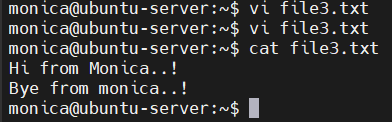 monica@ubuntu-server:~$ vi file3.txt
monica@ubuntu-server:~$ vi file3.txt
monica@ubuntu-server:~$ cat file3.txt
Hi from Monica..!
Bye from monica..!
monica@ubuntu-server:~$